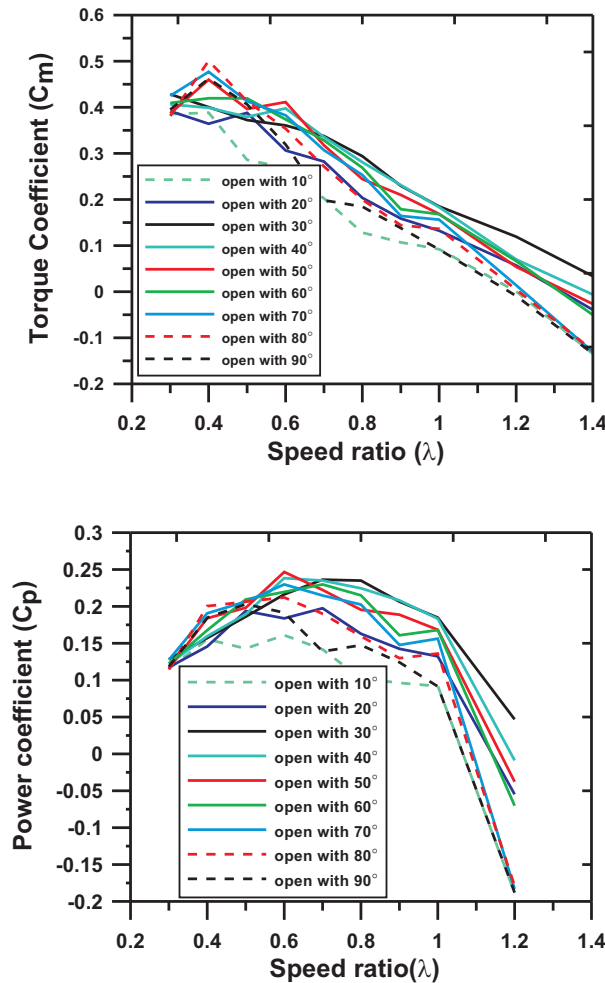 0.6
0.5
0.4
0.3
0.2
0.1
0
-0.1
-0.2
Torque Coefficient (Cm)
open with 10°
open with 20°
open with 30°
open with 40°
open with 50°
open with 60°
open with 70°
open with 80°
open with 90°
0.2 0.4 0.6 0.8 1 1.2 1.4
Speed ratio (λ)
0.3
0.25
0.2
0.15
0.1
0.05
0
-0.05
-0.1
-0.15
-0.2
Power coefficient (Cp)
open with 10°
open with 20°
open with 30°
open with 40°
open with 50°
open with 60°
open with 70°
open with 80°
open with 90°
0.2 0.4 0.6 0.8 1 1.2 1.4
Speed ratio(λ)